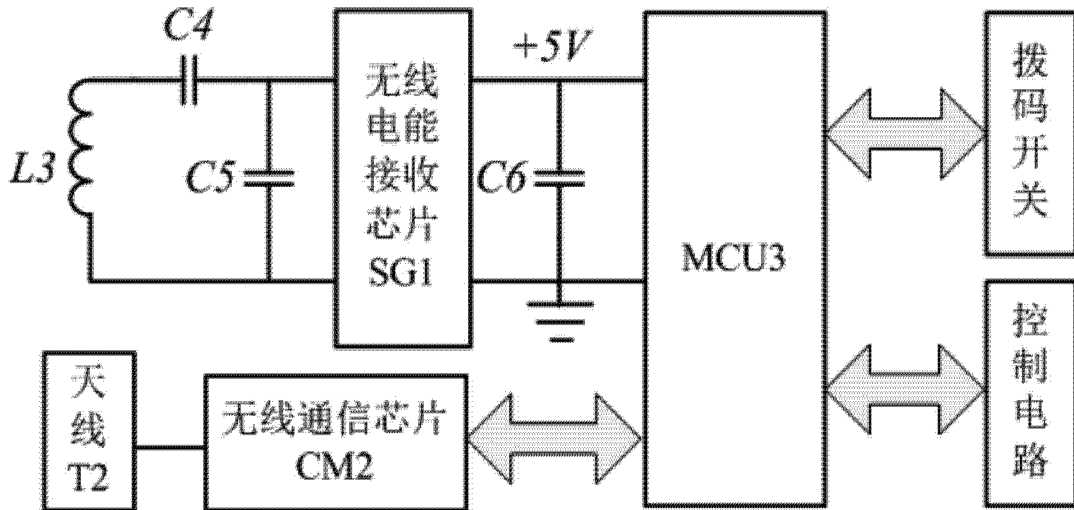 C4
L3
C5
无线
电能
接收
芯片
SG1
+5V
C6
MCU3
拨
码
开
关
控
制
电
路
天
线
T2
无线通信芯片
CM2